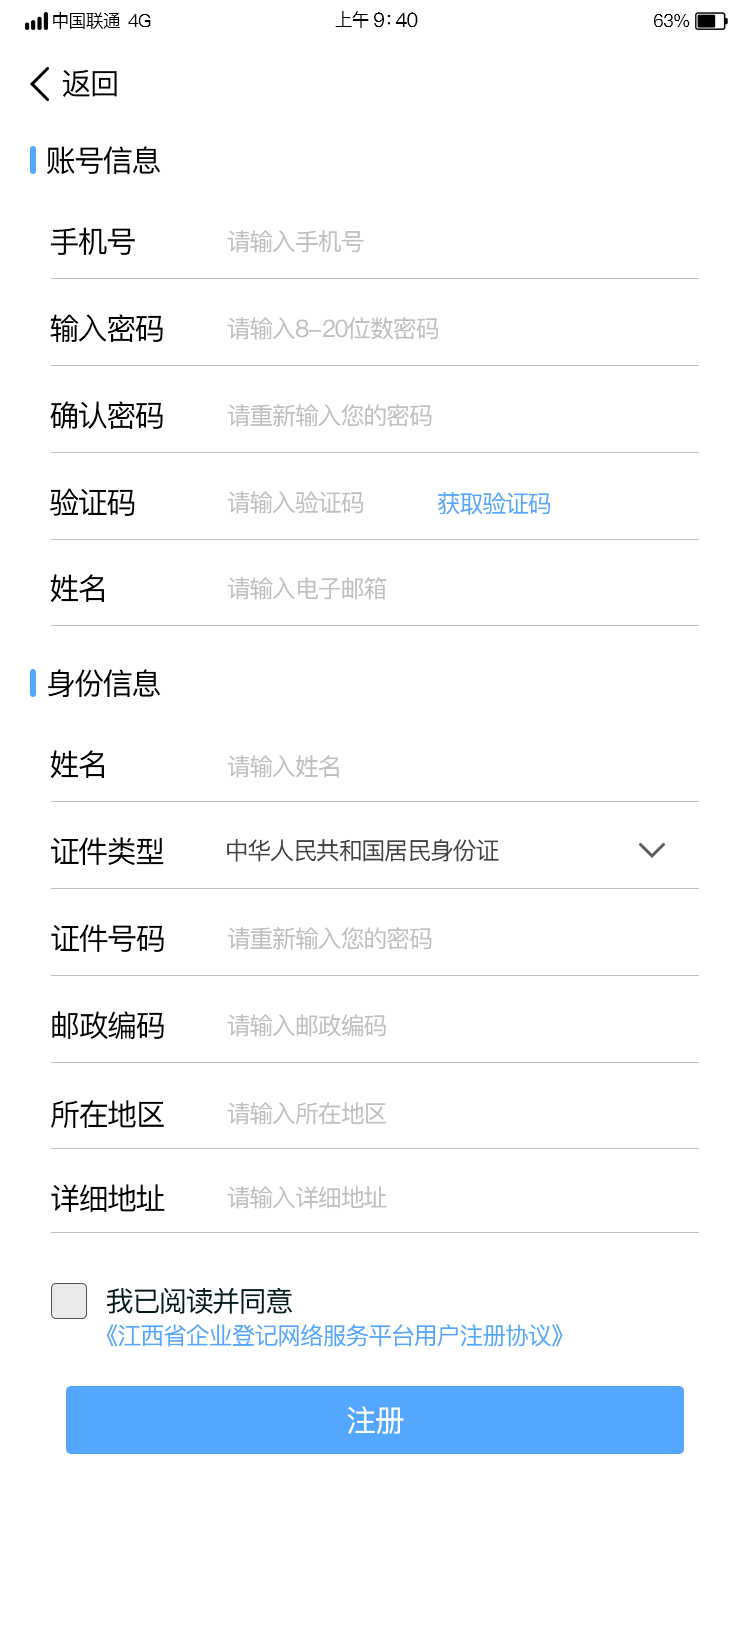 中国联通 4G 上午 9:40 63%
返回
账号信息
手机号 请输入手机号
输入密码 请输入8-20位数密码
确认密码 请重新输入您的密码
验证码 请输入验证码 获取验证码
姓名 请输入电子邮箱
身份信息
姓名 请输入姓名
证件类型 中华人民共和国居民身份证
证件号码 请重新输入您的密码
邮政编码 请输入邮政编码
所在地区 请输入所在地区
详细地址 请输入详细地址
我已阅读并同意
《江西省企业登记网络服务平台用户注册协议》
注册